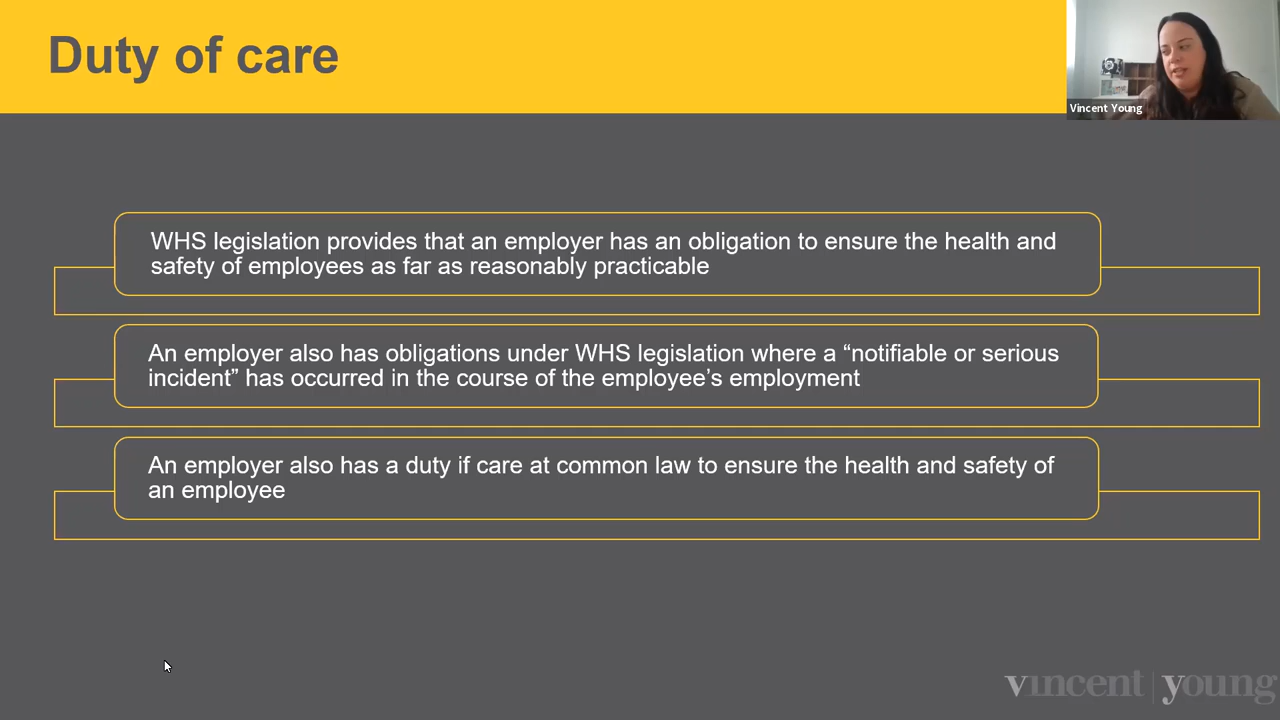 Duty of care
Vincent Young
WHS legislation provides that an employer has an obligation to ensure the health and
safety of employees as far as reasonably practicable
An employer also has obligations under WHS legislation where a “notifiable or serious
incident” has occurred in the course of the employee’s employment
An employer also has a duty if care at common law to ensure the health and safety of
an employee
vincent | young